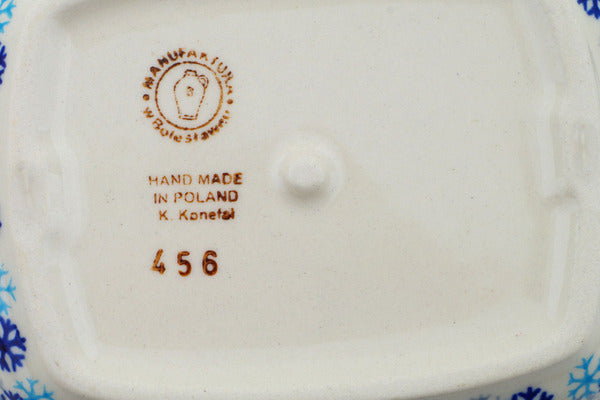 MANUFAKTURA
w Bolesławcu
HAND MADE
IN POLAND
K. Konefał
456